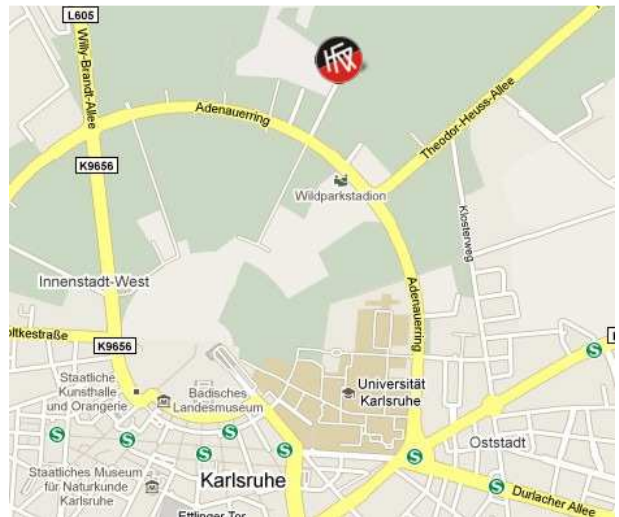 L605
Willy-Brandt-Allee
KFV
Adenauerring
Theodor-Heuss-Allee
K9656
Wildparkstadion
Klosterweg
Innenstadt-West
Adenauerring
oltkestraße
K9656
Staatliche
Kunsthalle
und Orangerie
Badisches
Landesmuseum
Universität
Karlsruhe
S
S
S
S
S
S
Oststadt
S
S
Staatliches Museum
für Naturkunde
Karlsruhe
Karlsruhe
Durlacher Allee
Ettlinger Tor